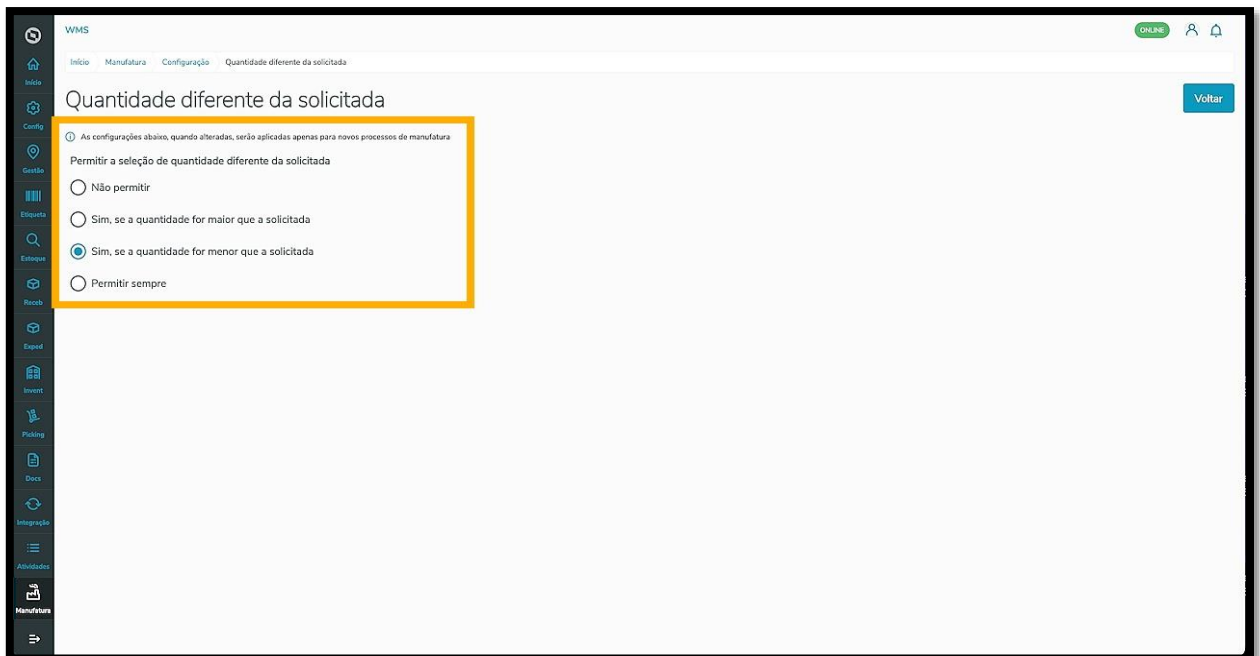 WMS
ONLINE
Início Manufatura Configuração Quantidade diferente da solicitada
Quantidade diferente da solicitada
Voltar
As configurações abaixo, quando alteradas, serão aplicadas apenas para novos processos de manufatura
Permitir a seleção de quantidade diferente da solicitada
Não permitir
Sim, se a quantidade for maior que a solicitada
Sim, se a quantidade for menor que a solicitada
Permitir sempre
Início
Config
Gestão
Etiqueta
Estoque
Receb
Exped
Invent
Picking
Docs
Integração
Atividades
Manufatura